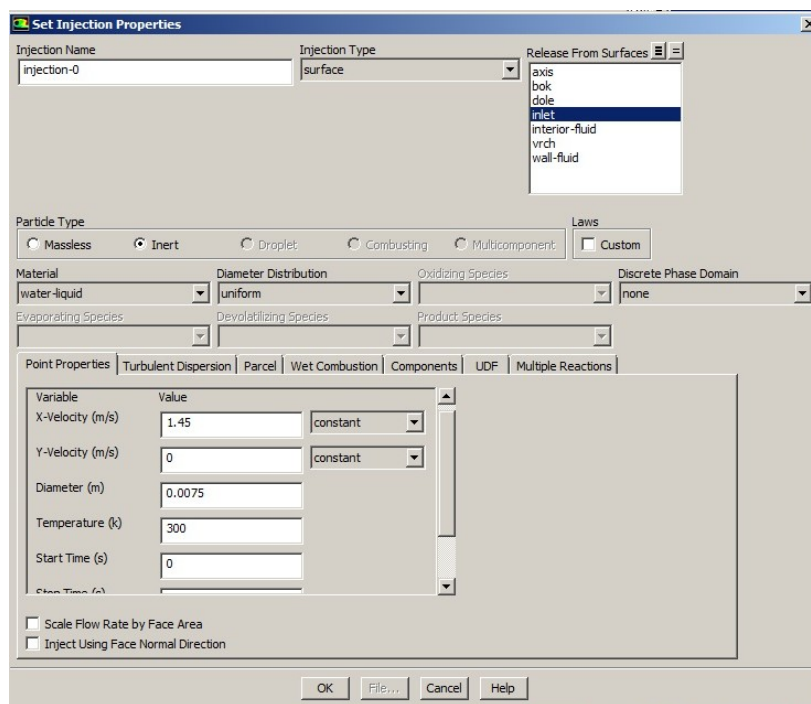 Set Injection Properties
Injection Name
Injection Type
Release From Surfaces
injection-0
surface
axis
bok
dole
inlet
interior-fluid
vrch
wall-fluid
Particle Type
Laws
Massless Inert Droplet Combusting Multicomponent Custom
Material Diameter Distribution Oxidizing Species Discrete Phase Domain
water-liquid uniform none
Evaporating Species Devolatilizing Species Product Species
Point Properties Turbulent Dispersion Parcel Wet Combustion Components UDF Multiple Reactions
Variable Value
X-Velocity (m/s) 1.45 constant
Y-Velocity (m/s) 0 constant
Diameter (m) 0.0075
Temperature (k) 300
Start Time (s) 0
Stop Time (s)
Scale Flow Rate by Face Area
Inject Using Face Normal Direction
OK File... Cancel Help